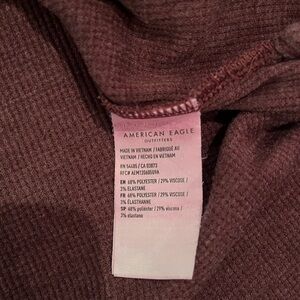 AMERICAN EAGLE
OUTFITTERS
MADE IN VIETNAM / FABRIQUÉ AU
VIETNAM / HECHO EN VIETNAM
RN 54485 / CA 03073
EN 68% POLYESTER / 29% VISCOSE /
3% ELASTANE
FR 68% POLYESTER / 29% VISCOSE /
3% ÉLASTHANNE
SP 68% poliéster / 29% viscosa /
3% elastano